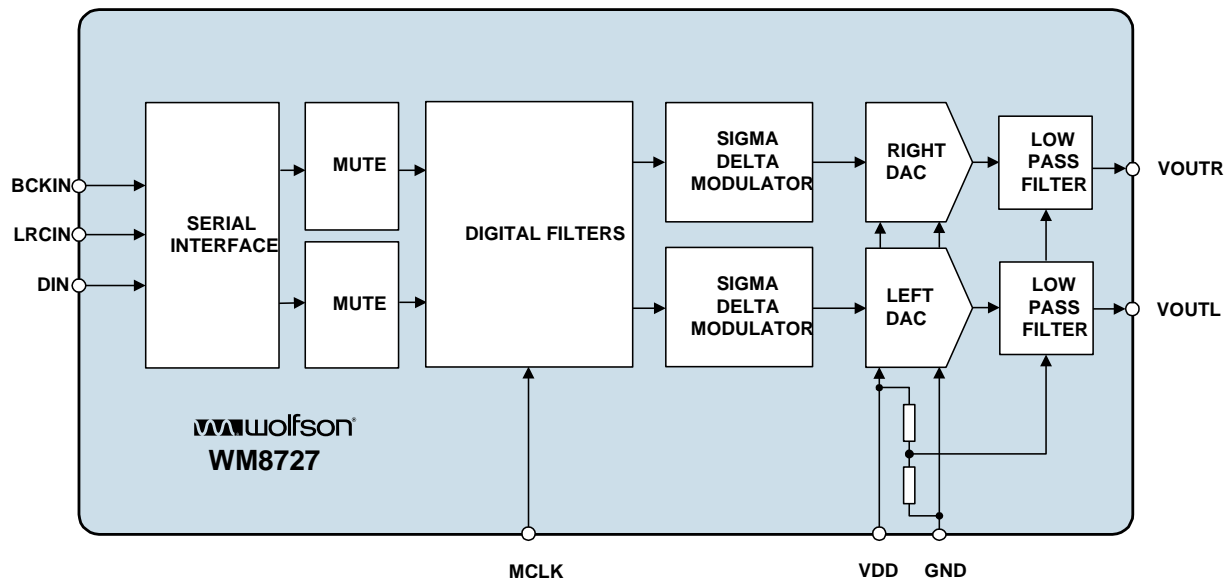 BCKIN
LRCIN
DIN
SERIAL
INTERFACE
MUTE
MUTE
DIGITAL FILTERS
SIGMA
DELTA
MODULATOR
SIGMA
DELTA
MODULATOR
RIGHT
DAC
LEFT
DAC
LOW
PASS
FILTER
LOW
PASS
FILTER
VOUTR
VOUTL
wolfson®
WM8727
MCLK
VDD
GND